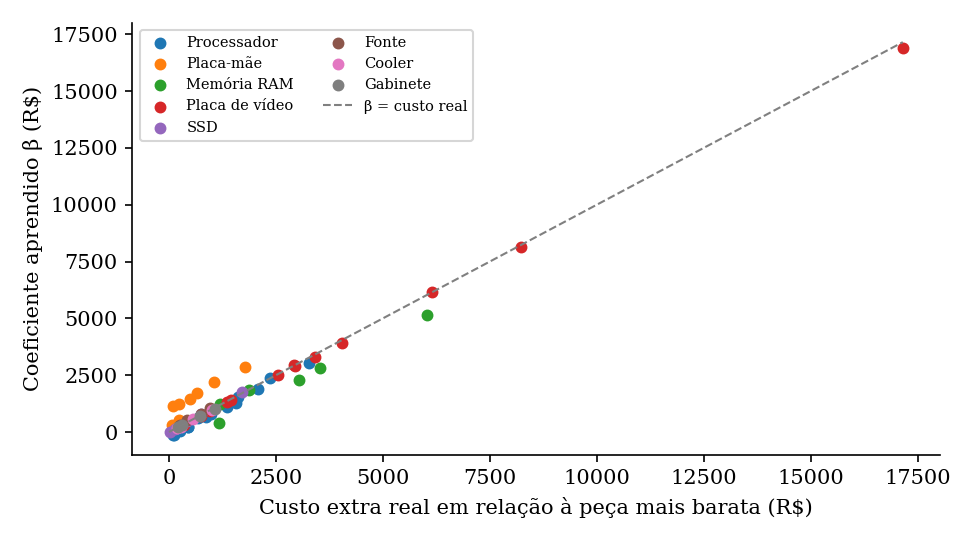 17500
15000
12500
10000
7500
5000
2500
0
Coeficiente aprendido β (R$)
Processador
Placa-mãe
Memória RAM
Placa de vídeo
SSD
Fonte
Cooler
Gabinete
β = custo real
0 2500 5000 7500 10000 12500 15000 17500
Custo extra real em relação à peça mais barata (R$)